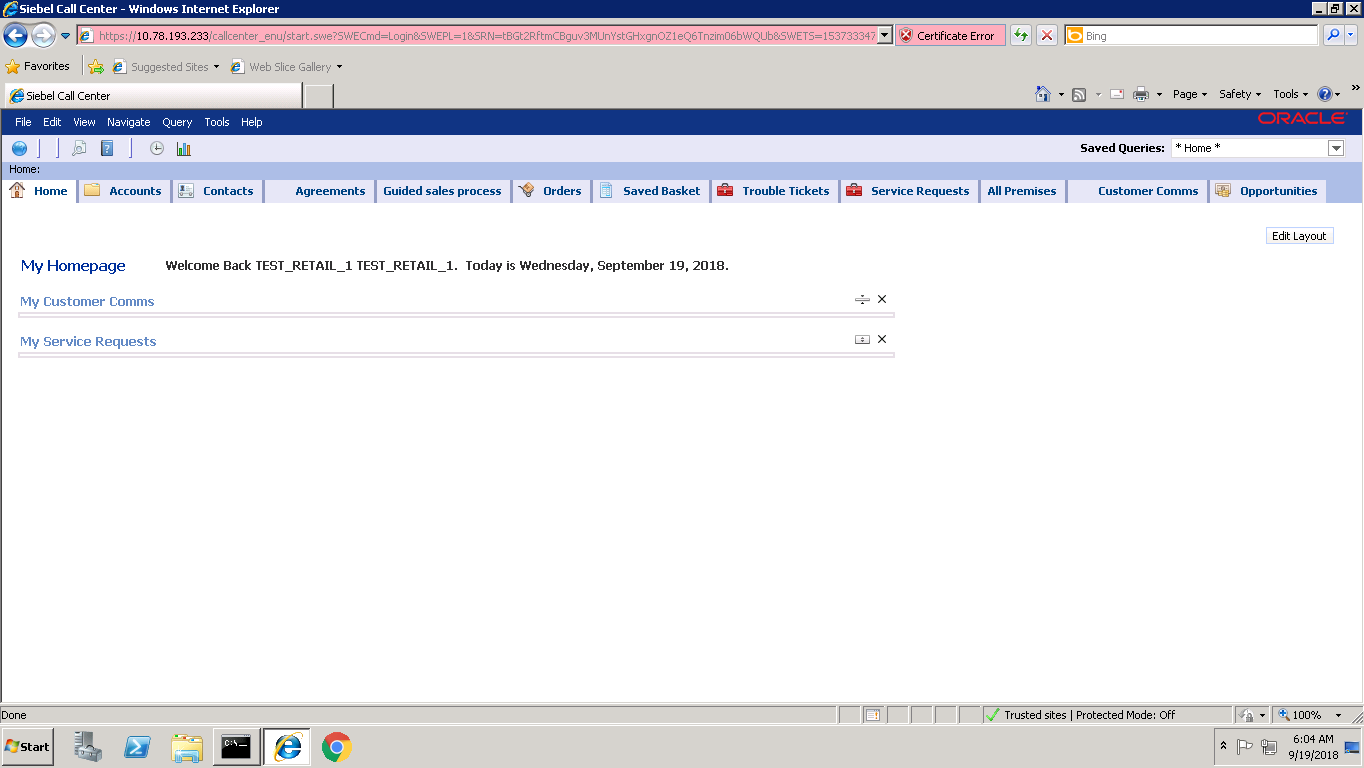 Siebel Call Center - Windows Internet Explorer
https://10.78.193.233/callcenter_enu/start.swe?SWECmd=Login&SWEPL=1&SRN=tBGt2RftmCBguv3MUnYstGHxgnOZ1eQ6Tnzim06bWQUb&SWETS=153733347 Certificate Error Bing
Favorites Suggested Sites Web Slice Gallery
Siebel Call Center Page Safety Tools
File Edit View Navigate Query Tools Help ORACLE
Saved Queries: * Home *
Home:
Home Accounts Contacts Agreements Guided sales process Orders Saved Basket Trouble Tickets Service Requests All Premises Customer Comms Opportunities
Edit Layout
My Homepage Welcome Back TEST_RETAIL_1 TEST_RETAIL_1. Today is Wednesday, September 19, 2018.
My Customer Comms
My Service Requests
Done Trusted sites | Protected Mode: Off 100%
Start C:\. 6:04 AM
9/19/2018